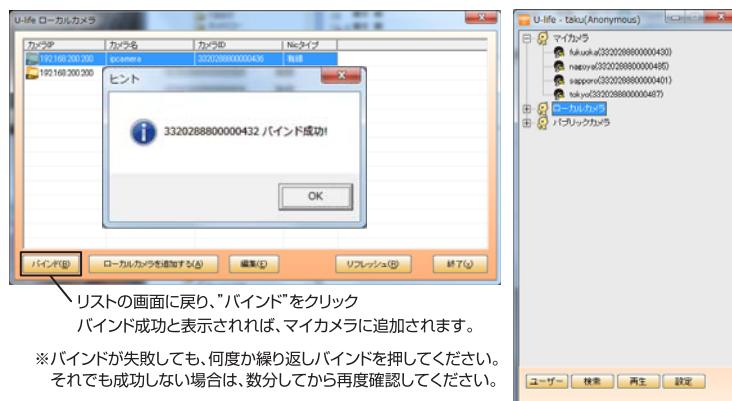 U-life ローカルカメラ
カメラIP カメラ名 カメラID Nicタイプ
192.168.200.200 ipcamera 3320288800000436 有線
192.168.200.200
ヒント
3320288800000432 バインド成功!
OK
バインド(B) ローカルカメラを追加する(A) 編集(E) リフレッシュ(R) 終了(Q)
リストの画面に戻り、”バインド”をクリック
バインド成功と表示されれば、マイカメラに追加されます。
※バインドが失敗しても、何度か繰り返しバインドを押してください。
それでも成功しない場合は、数分してから再度確認してください。
U-life - taku(Anonymous)
マイカメラ
fukuoka(3320288800000430)
nagoya(3320288800000485)
sapporo(3320288800000401)
tokyo(3320288800000487)
ローカルカメラ
パブリックカメラ
ユーザー 検索 再生 設定